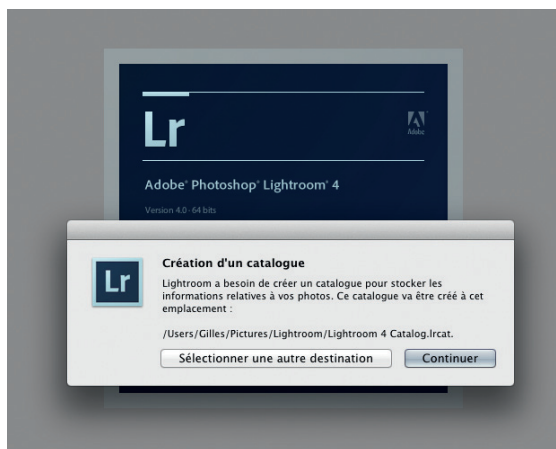 Lr
Adobe
Adobe® Photoshop® Lightroom® 4
Version 4.0 - 64 bits
Lr
Création d'un catalogue
Lightroom a besoin de créer un catalogue pour stocker les
informations relatives à vos photos. Ce catalogue va être créé à cet
emplacement :
/Users/Gilles/Pictures/Lightroom/Lightroom 4 Catalog.lrcat.
Sélectionner une autre destination
Continuer